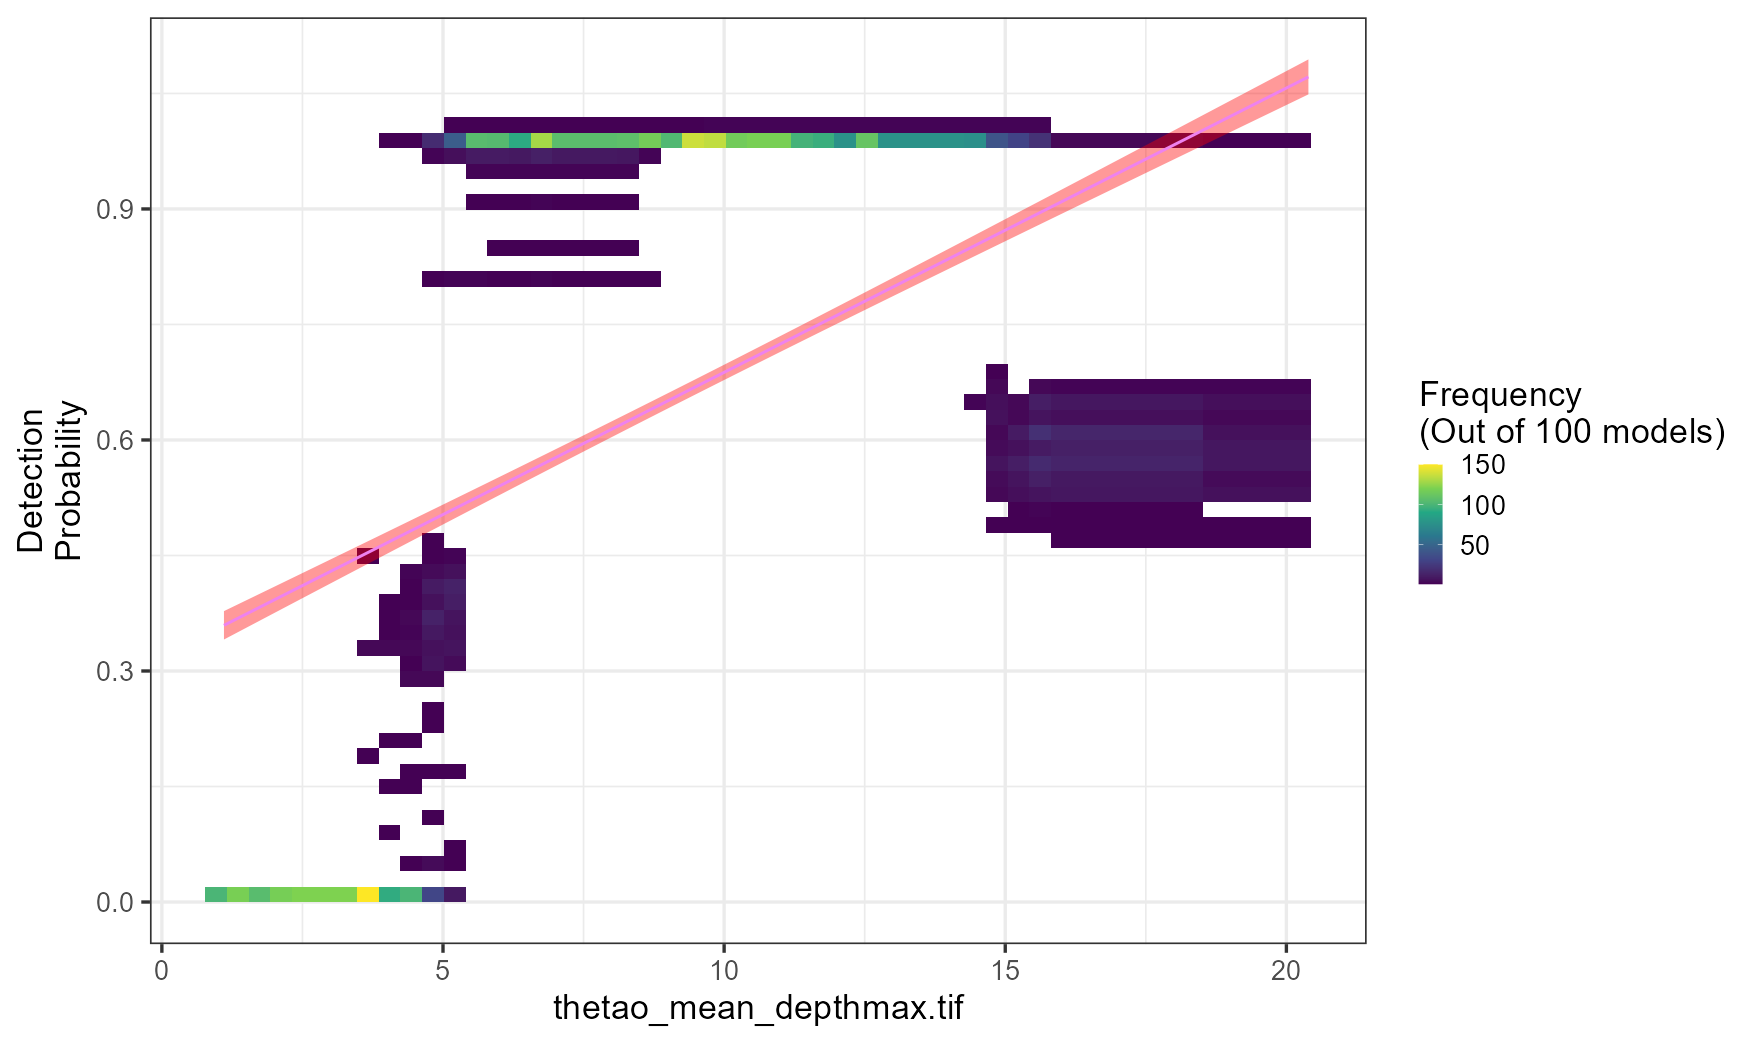 Detection
Probability
0.9
0.6
0.3
0.0
0 5 10 15 20
thetao_mean_depthmax.tif
Frequency
(Out of 100 models)
150
100
50